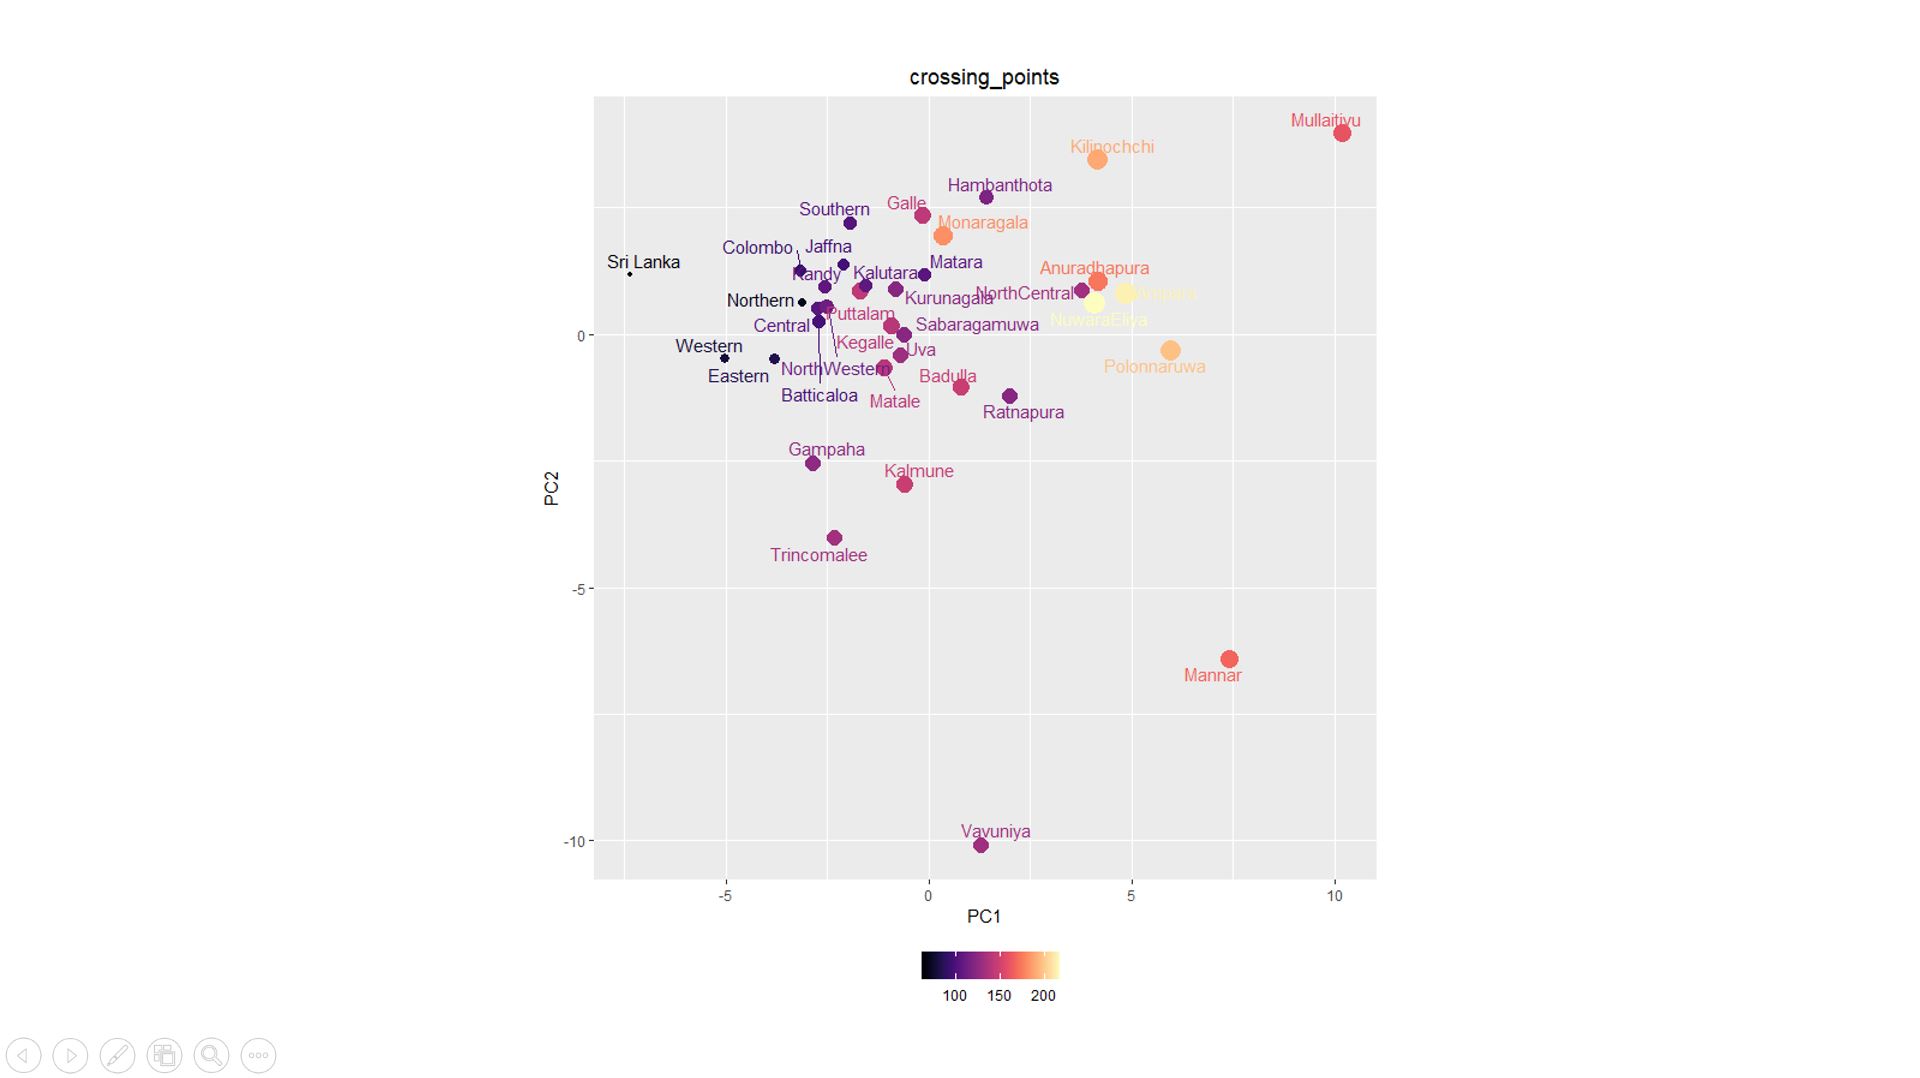 crossing_points
Mullaitivu
Kilinochchi
Hambanthota
Galle
Southern
Monaragala
Colombo
Jaffna
Sri Lanka
Matara
Anuradhapura
Kandy
Kalutara
NorthCentral
Ampara
Kurunagala
Northern
Puttalam
NuwaraEliya
Central
Sabaragamuwa
Kegalle
Western
Uva
Polonnaruwa
Eastern
NorthWestern
Badulla
Batticaloa
Matale
Ratnapura
Gampaha
Kalmune
Trincomalee
Mannar
Vavuniya
0
-5
-10
PC2
-5 0 5 10
PC1
100 150 200